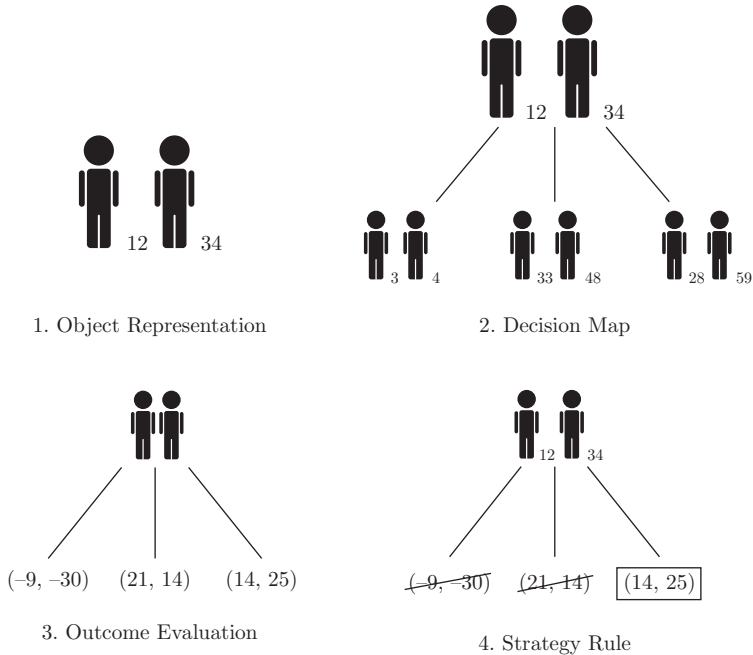 12 34
3 4 33 48 28 59
2. Decision Map
12 34
1. Object Representation
(–9, –30) (21, 14) (14, 25)
3. Outcome Evaluation
12 34
(–9, –30) (21, 14) (14, 25)
4. Strategy Rule